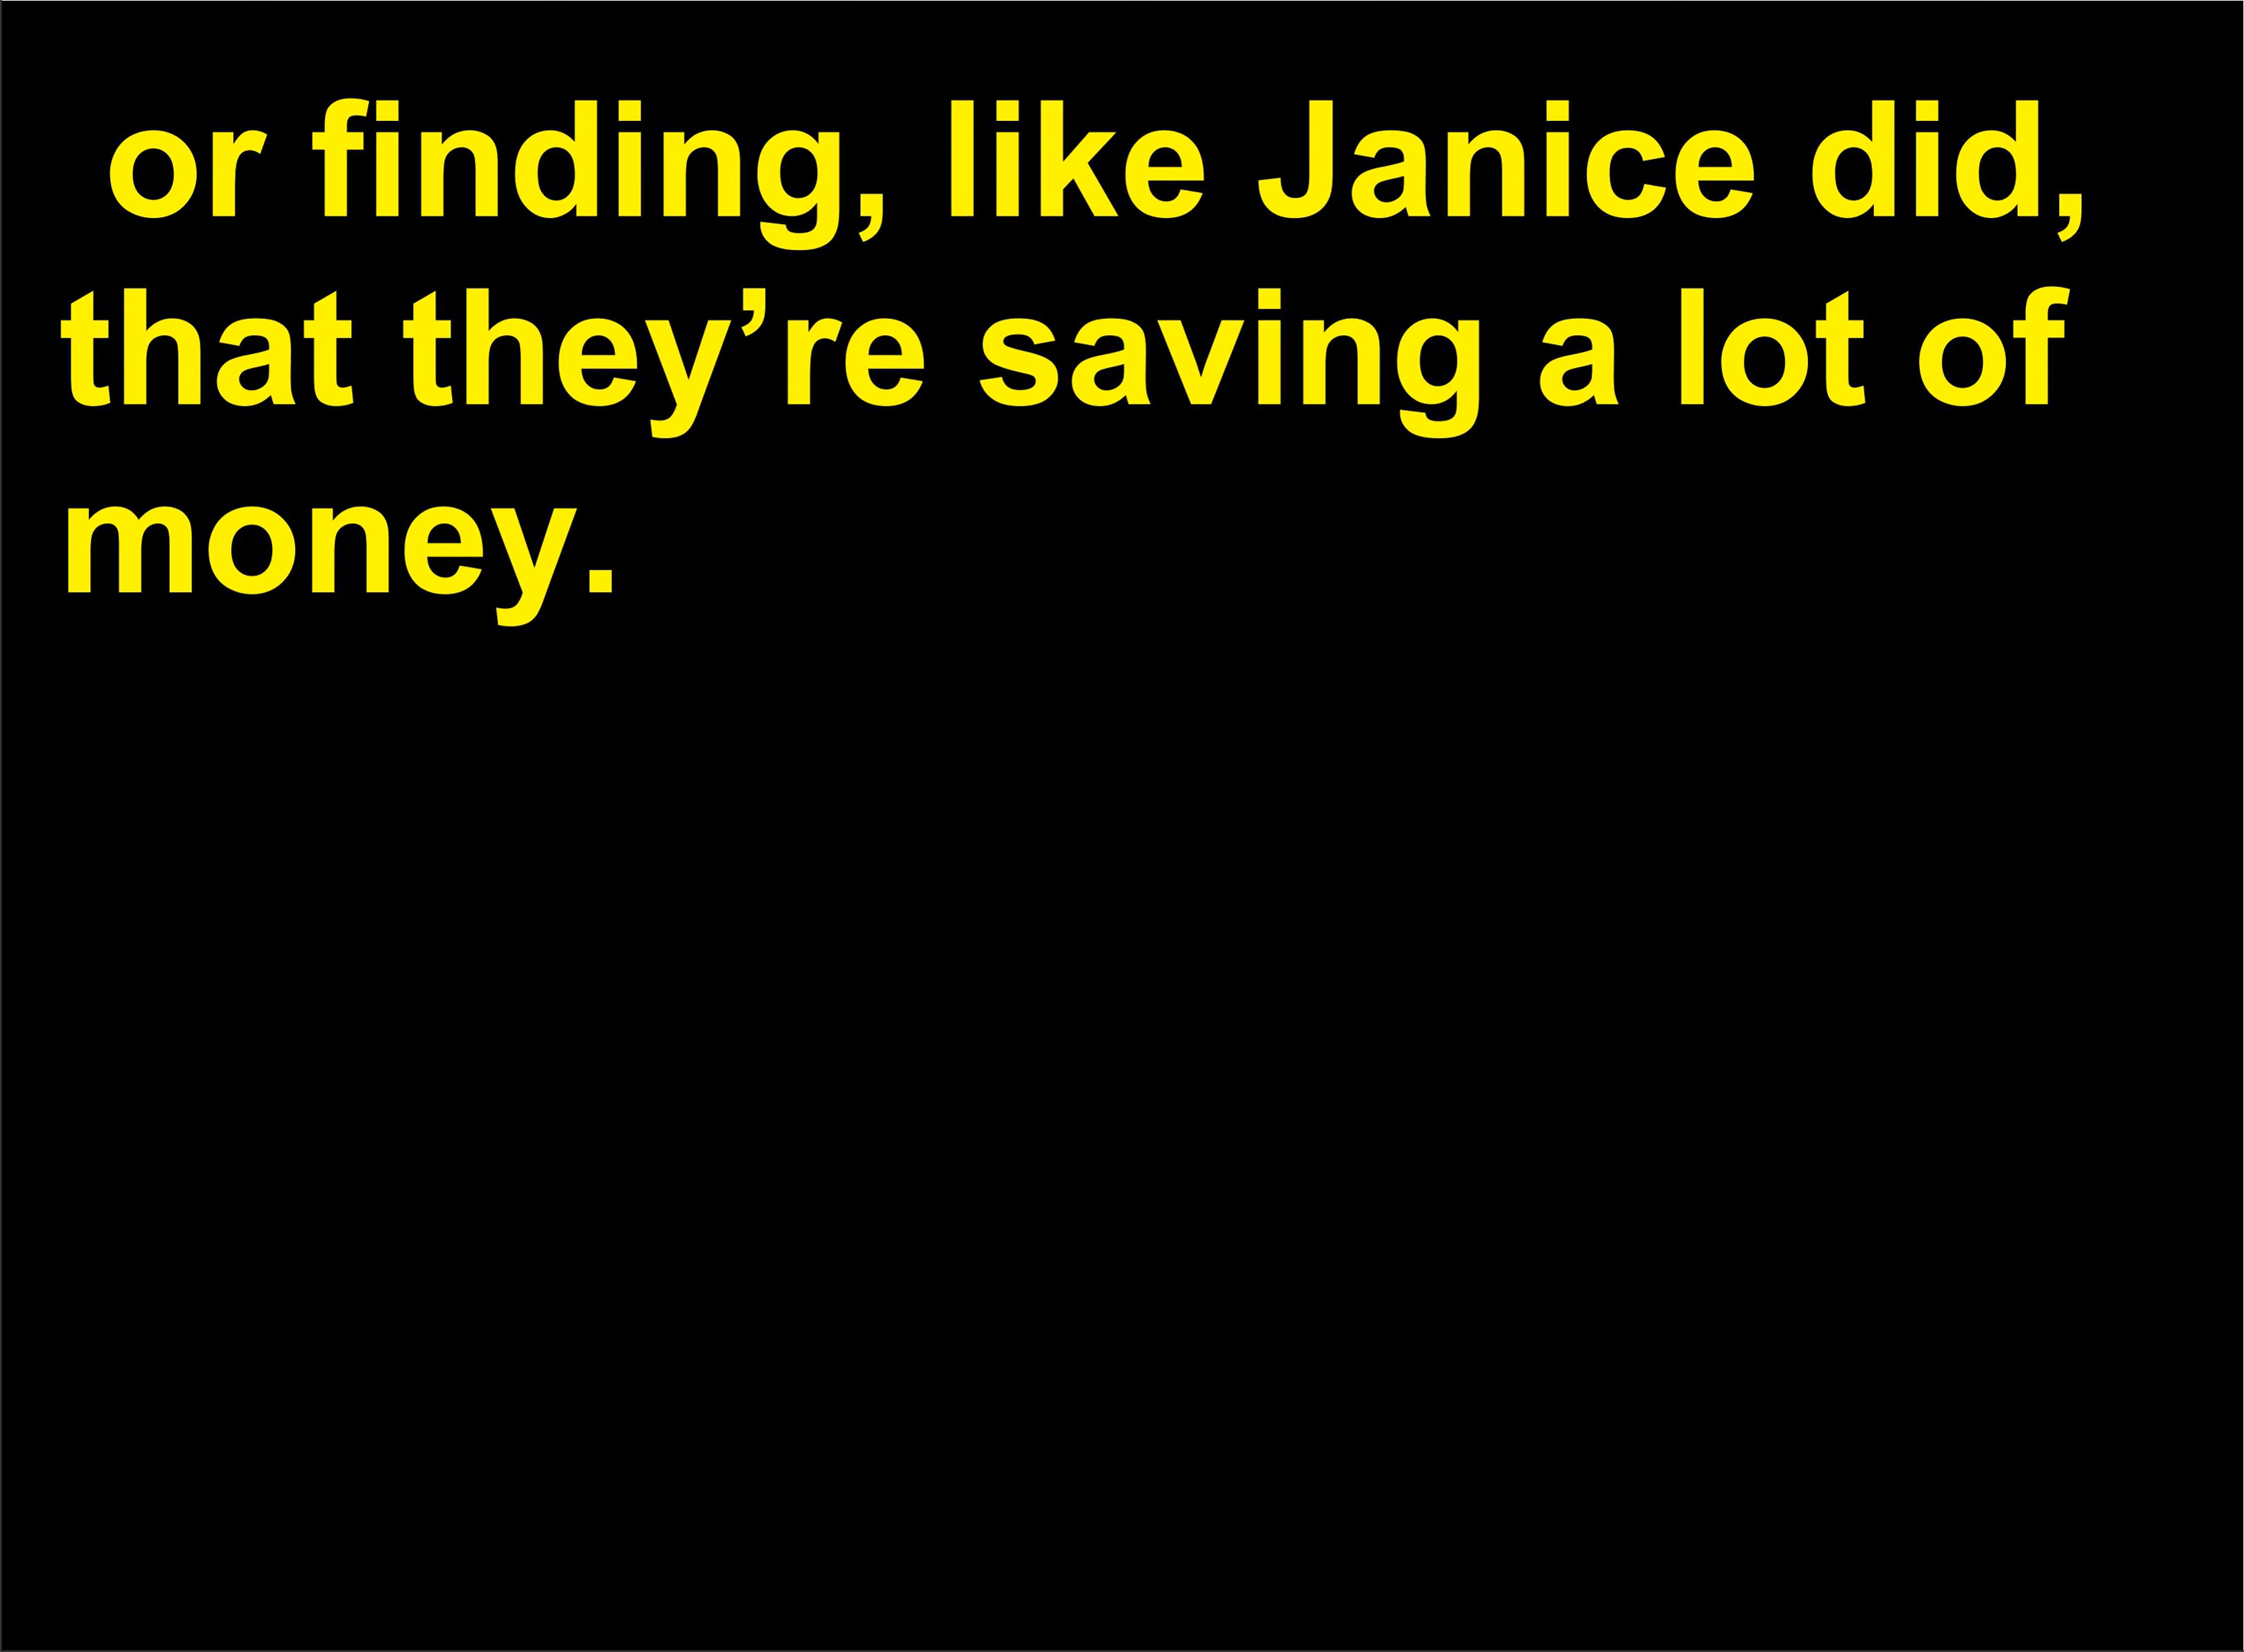 or finding, like Janice did,
that they’re saving a lot of
money.